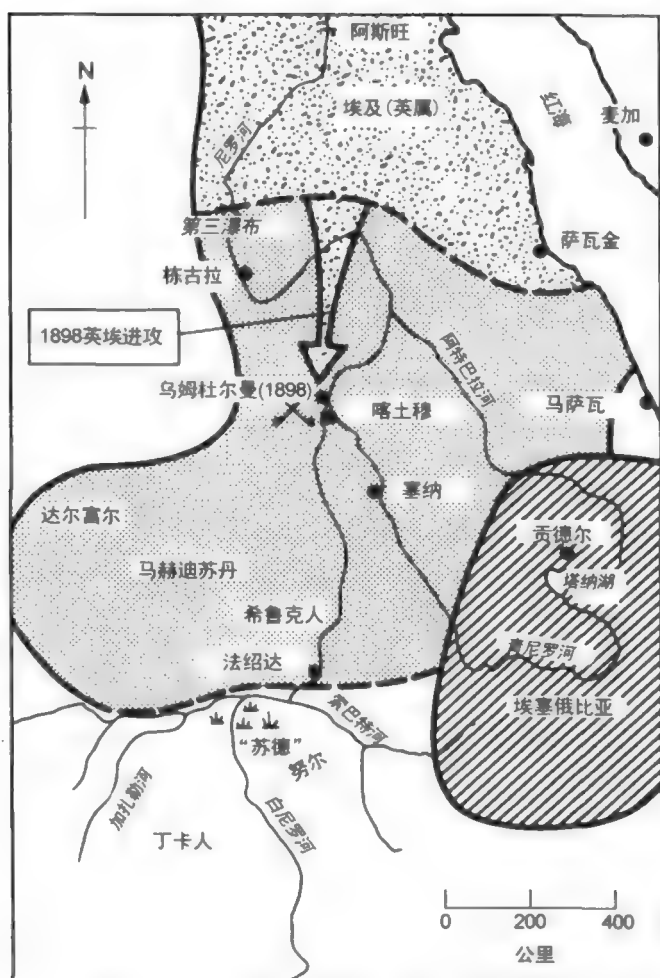 阿斯旺
N
埃及(英属)
红海
麦加
尼罗河
第三瀑布
萨瓦金
栋古拉
1898英埃进攻
阿特巴拉河
乌姆杜尔曼(1898)
喀土穆
马萨瓦
塞纳
达尔富尔
贡德尔
马赫迪苏丹
塔纳湖
希鲁克人
法绍达
青尼罗河
索巴特河
埃塞俄比亚
“苏德”
努尔
加扎勒河
白尼罗河
丁卡人
0 200 400
公里